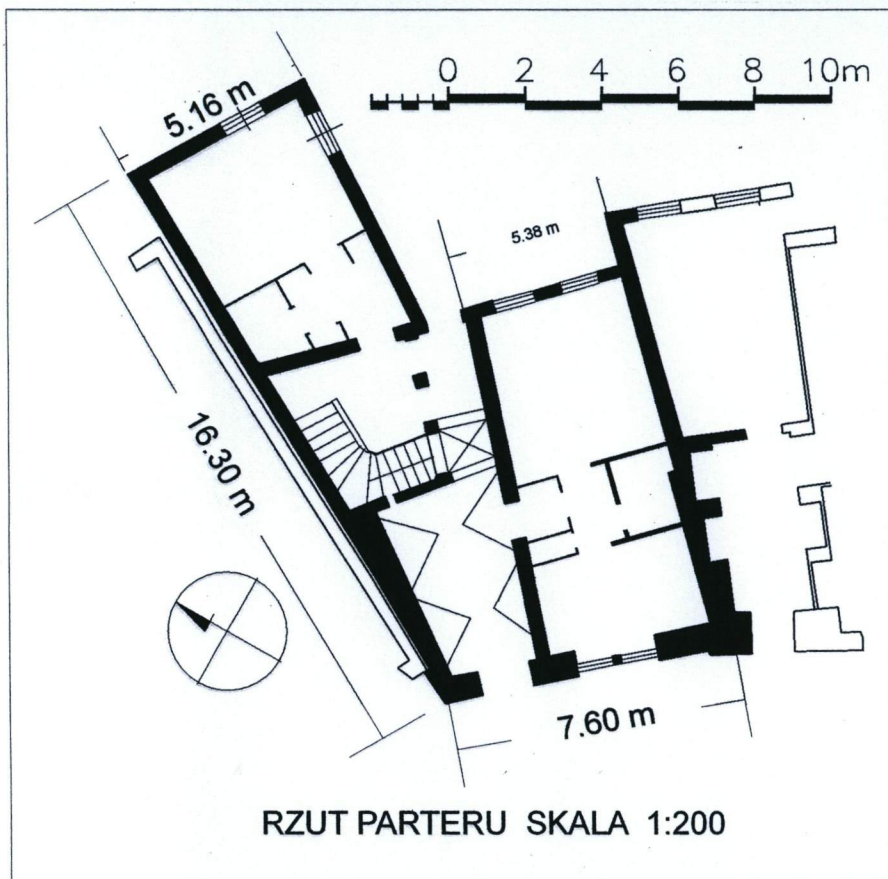 0 2 4 6 8 10m
5.16 m
5.38 m
16.30 m
7.60 m
RZUT PARTERU SKALA 1:200